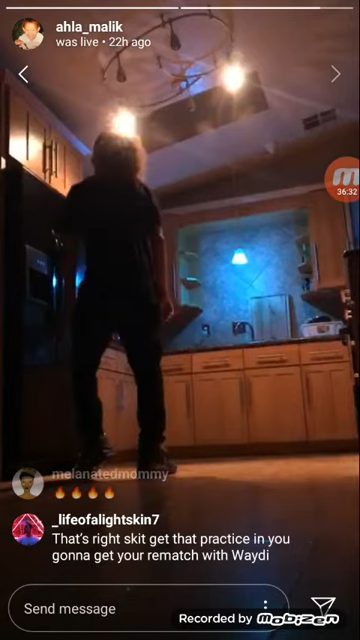 ahla_malik
was live • 22h ago
36:32
melanatedmommy
🔥🔥🔥🔥
_lifeofalightskin7
That's right skit get that practice in you
gonna get your rematch with Waydi
Send message
Recorded by Mobizen